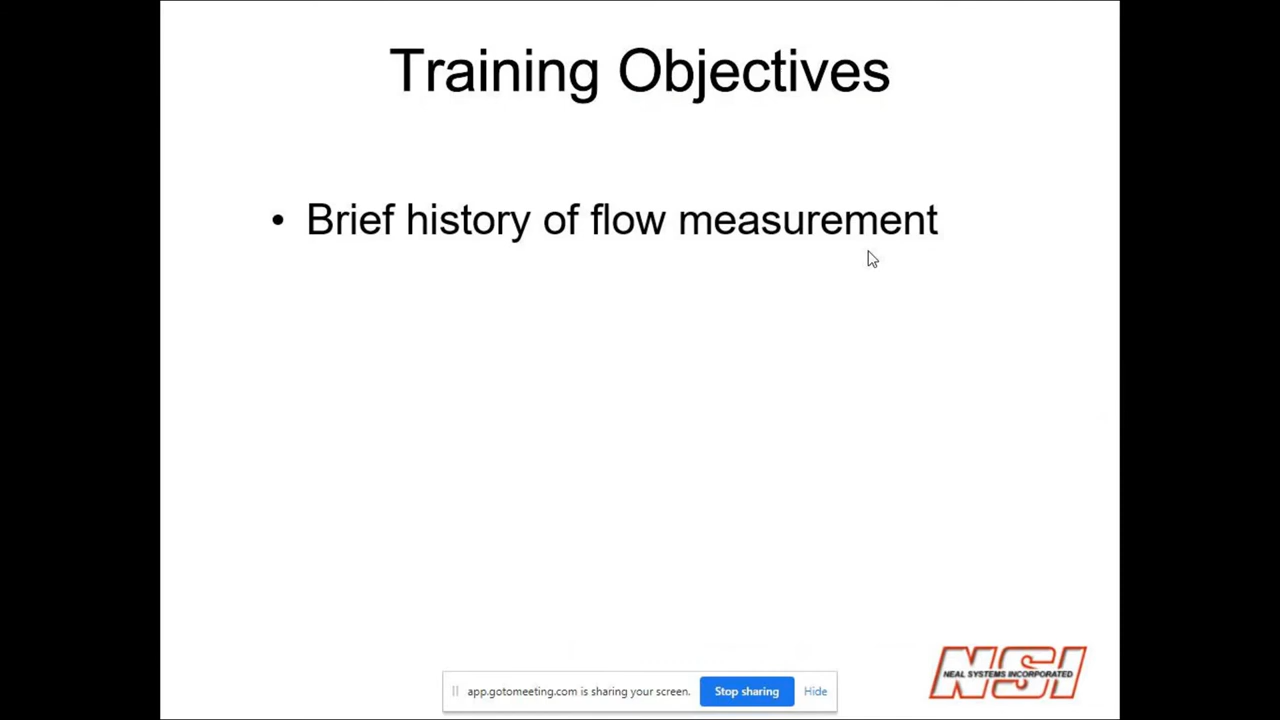 Training Objectives
• Brief history of flow measurement
NSI
NEAL SYSTEMS INCORPORATED
app.gotomeeting.com is sharing your screen. Stop sharing Hide